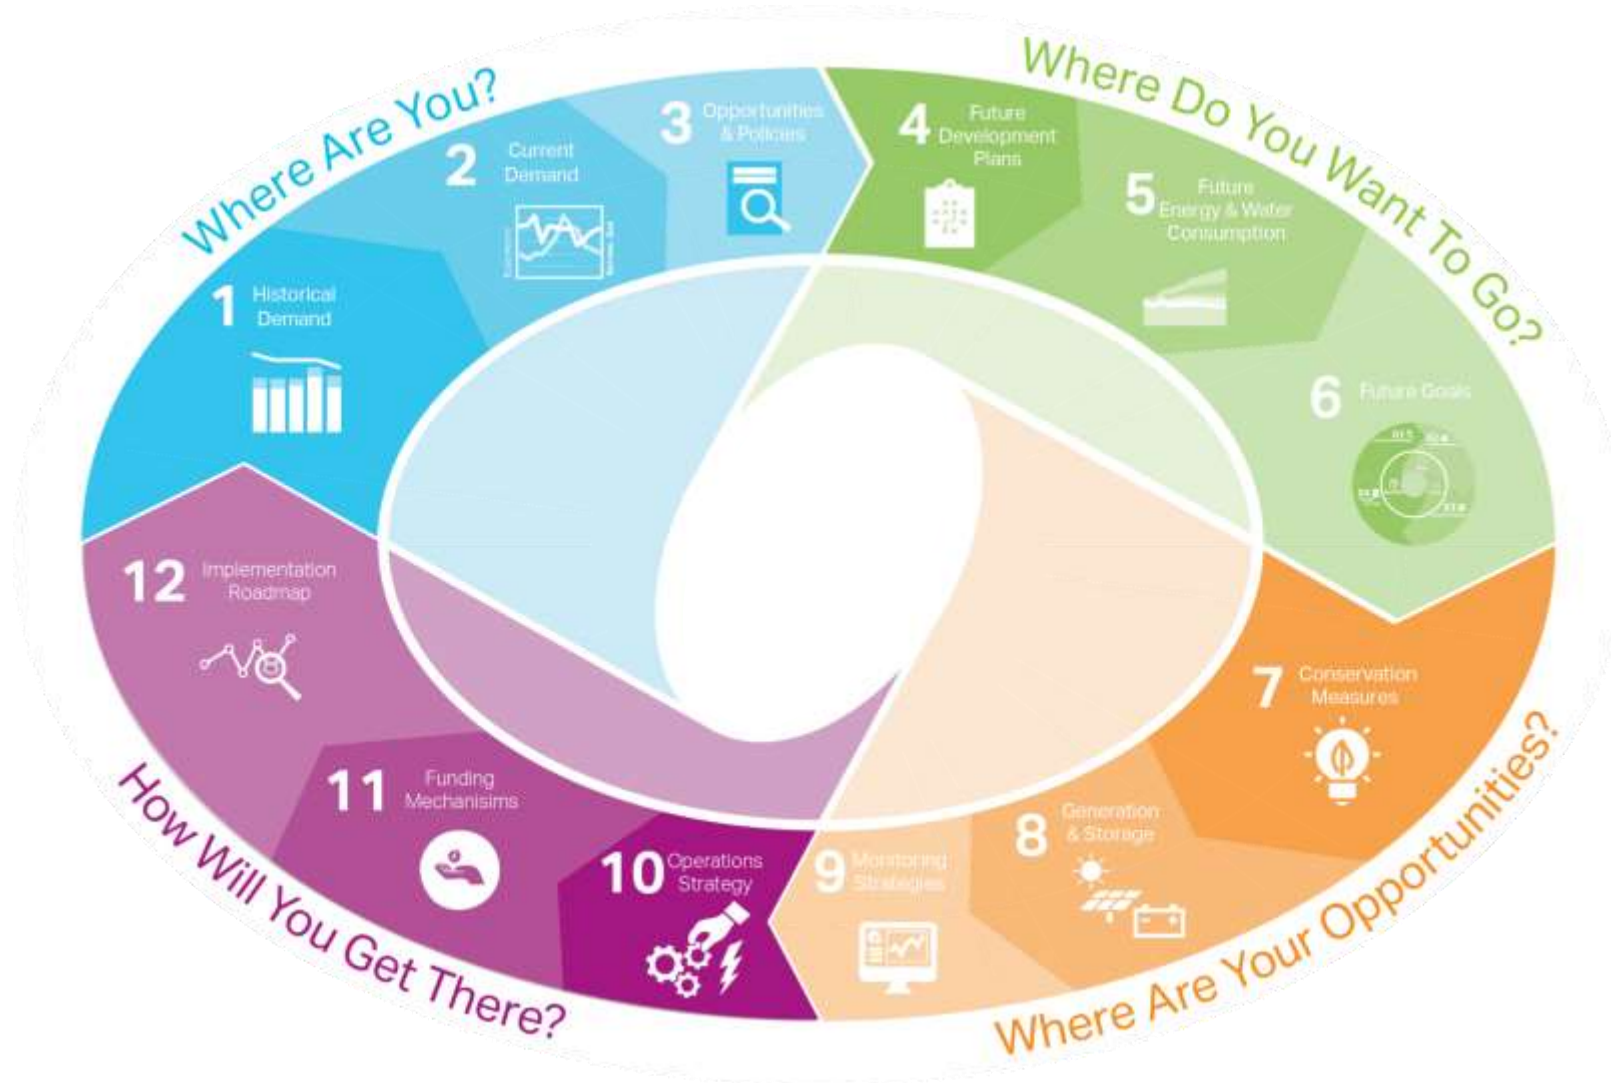 Where Are You?
1
Historical
Demand
2
Current
Demand
3
Opportunities
& Policies
Where Do You Want To Go?
4
Future
Development
Plans
5
Future
Energy & Water
Consumption
6
Future Goals
Where Are Your Opportunities?
7
Conservation
Measures
8
Generation
& Storage
9
Monitoring
Strategies
How Will You Get There?
10
Operations
Strategy
11
Funding
Mechanisims
12
Implementation
Roadmap